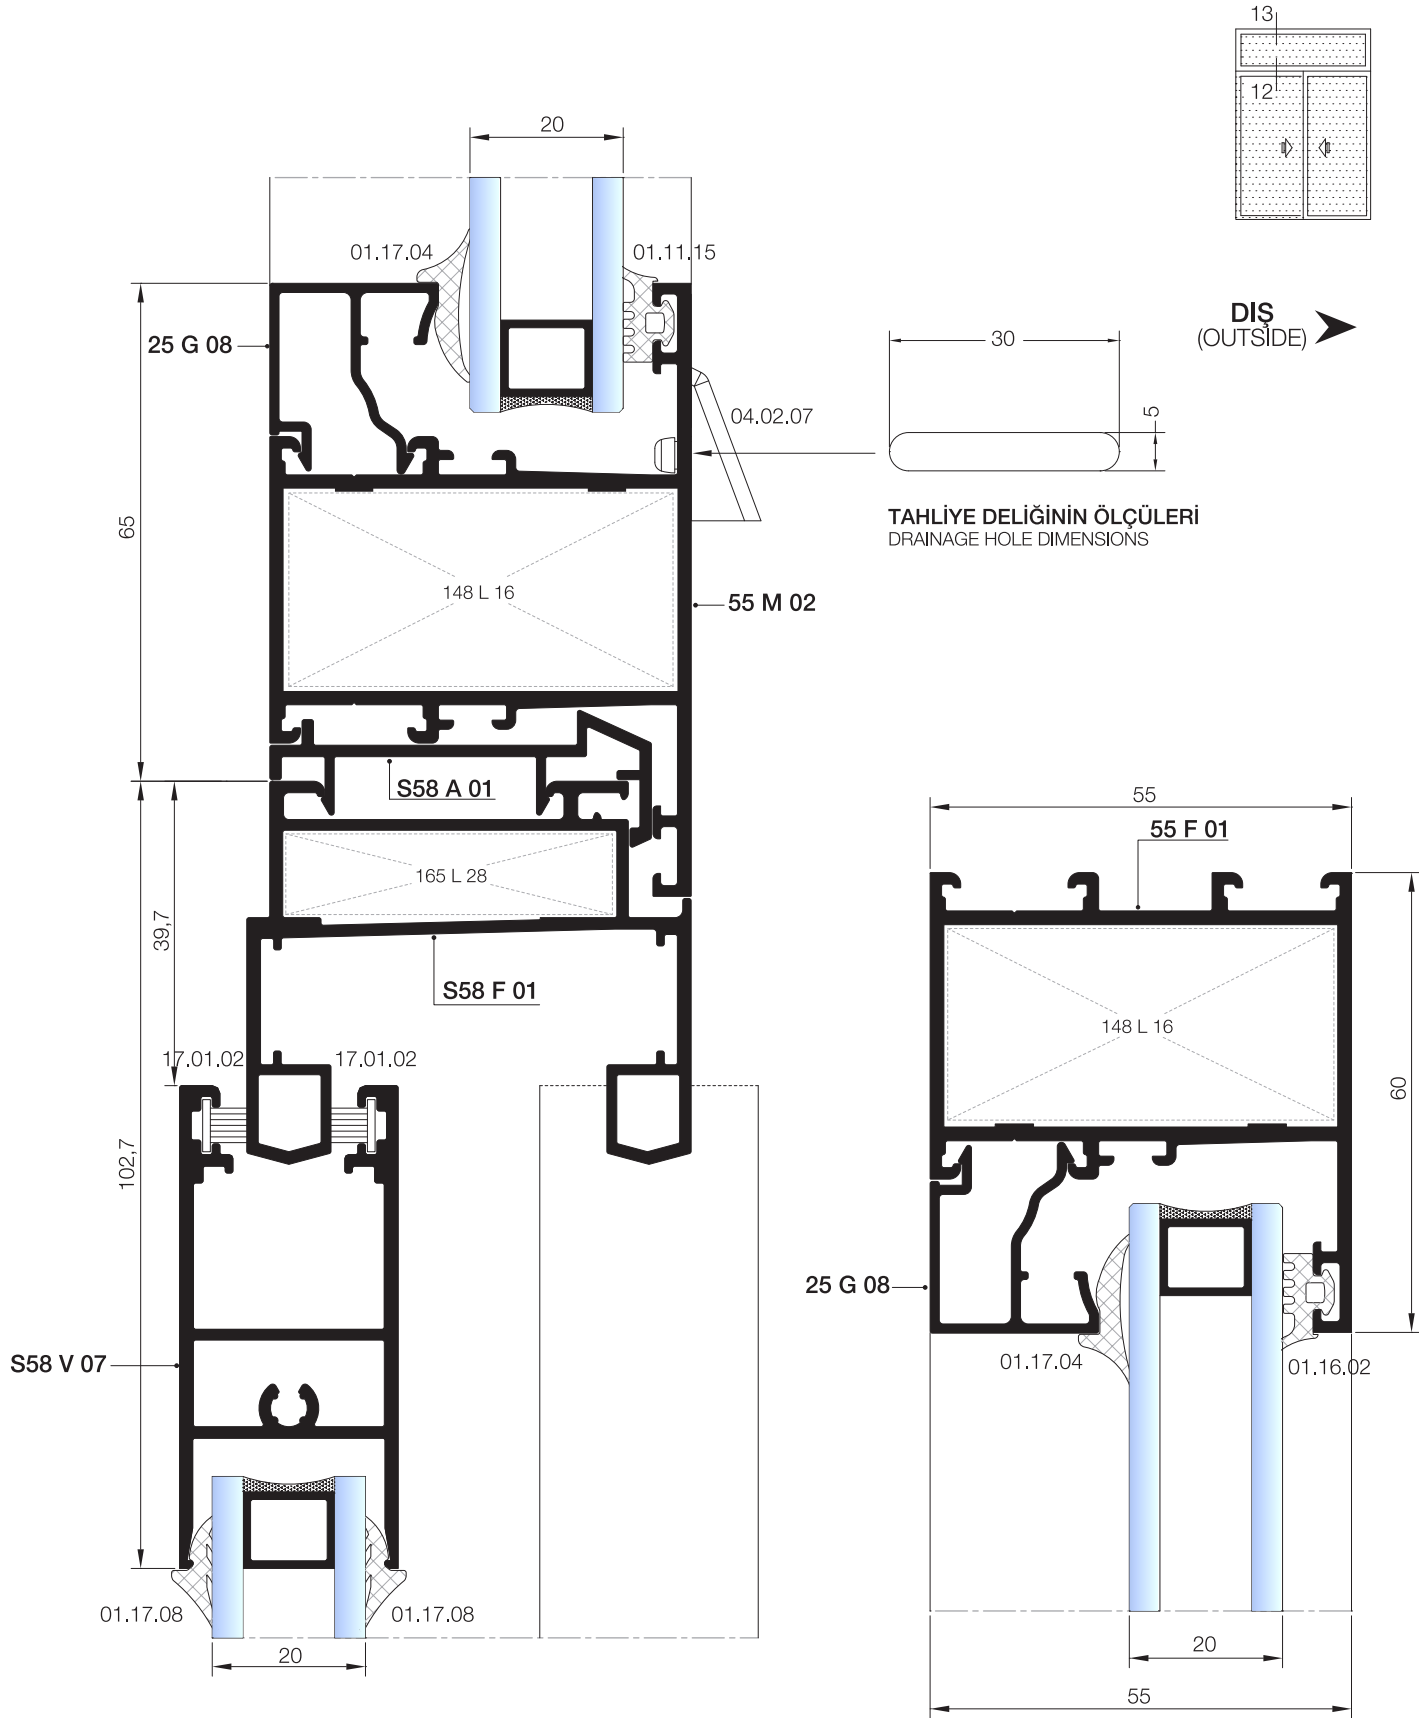 13
12
20
01.17.04
01.11.15
25 G 08
DIŞ
(OUTSIDE)
30
5
04.02.07
TAHLİYE DELİĞİNİN ÖLÇÜLERİ
DRAINAGE HOLE DIMENSIONS
65
148 L 16
55 M 02
S58 A 01
165 L 28
39,7
S58 F 01
17.01.02
17.01.02
102,7
S58 V 07
01.17.08
01.17.08
20
55
55 F 01
148 L 16
60
25 G 08
01.17.04
01.16.02
20
55